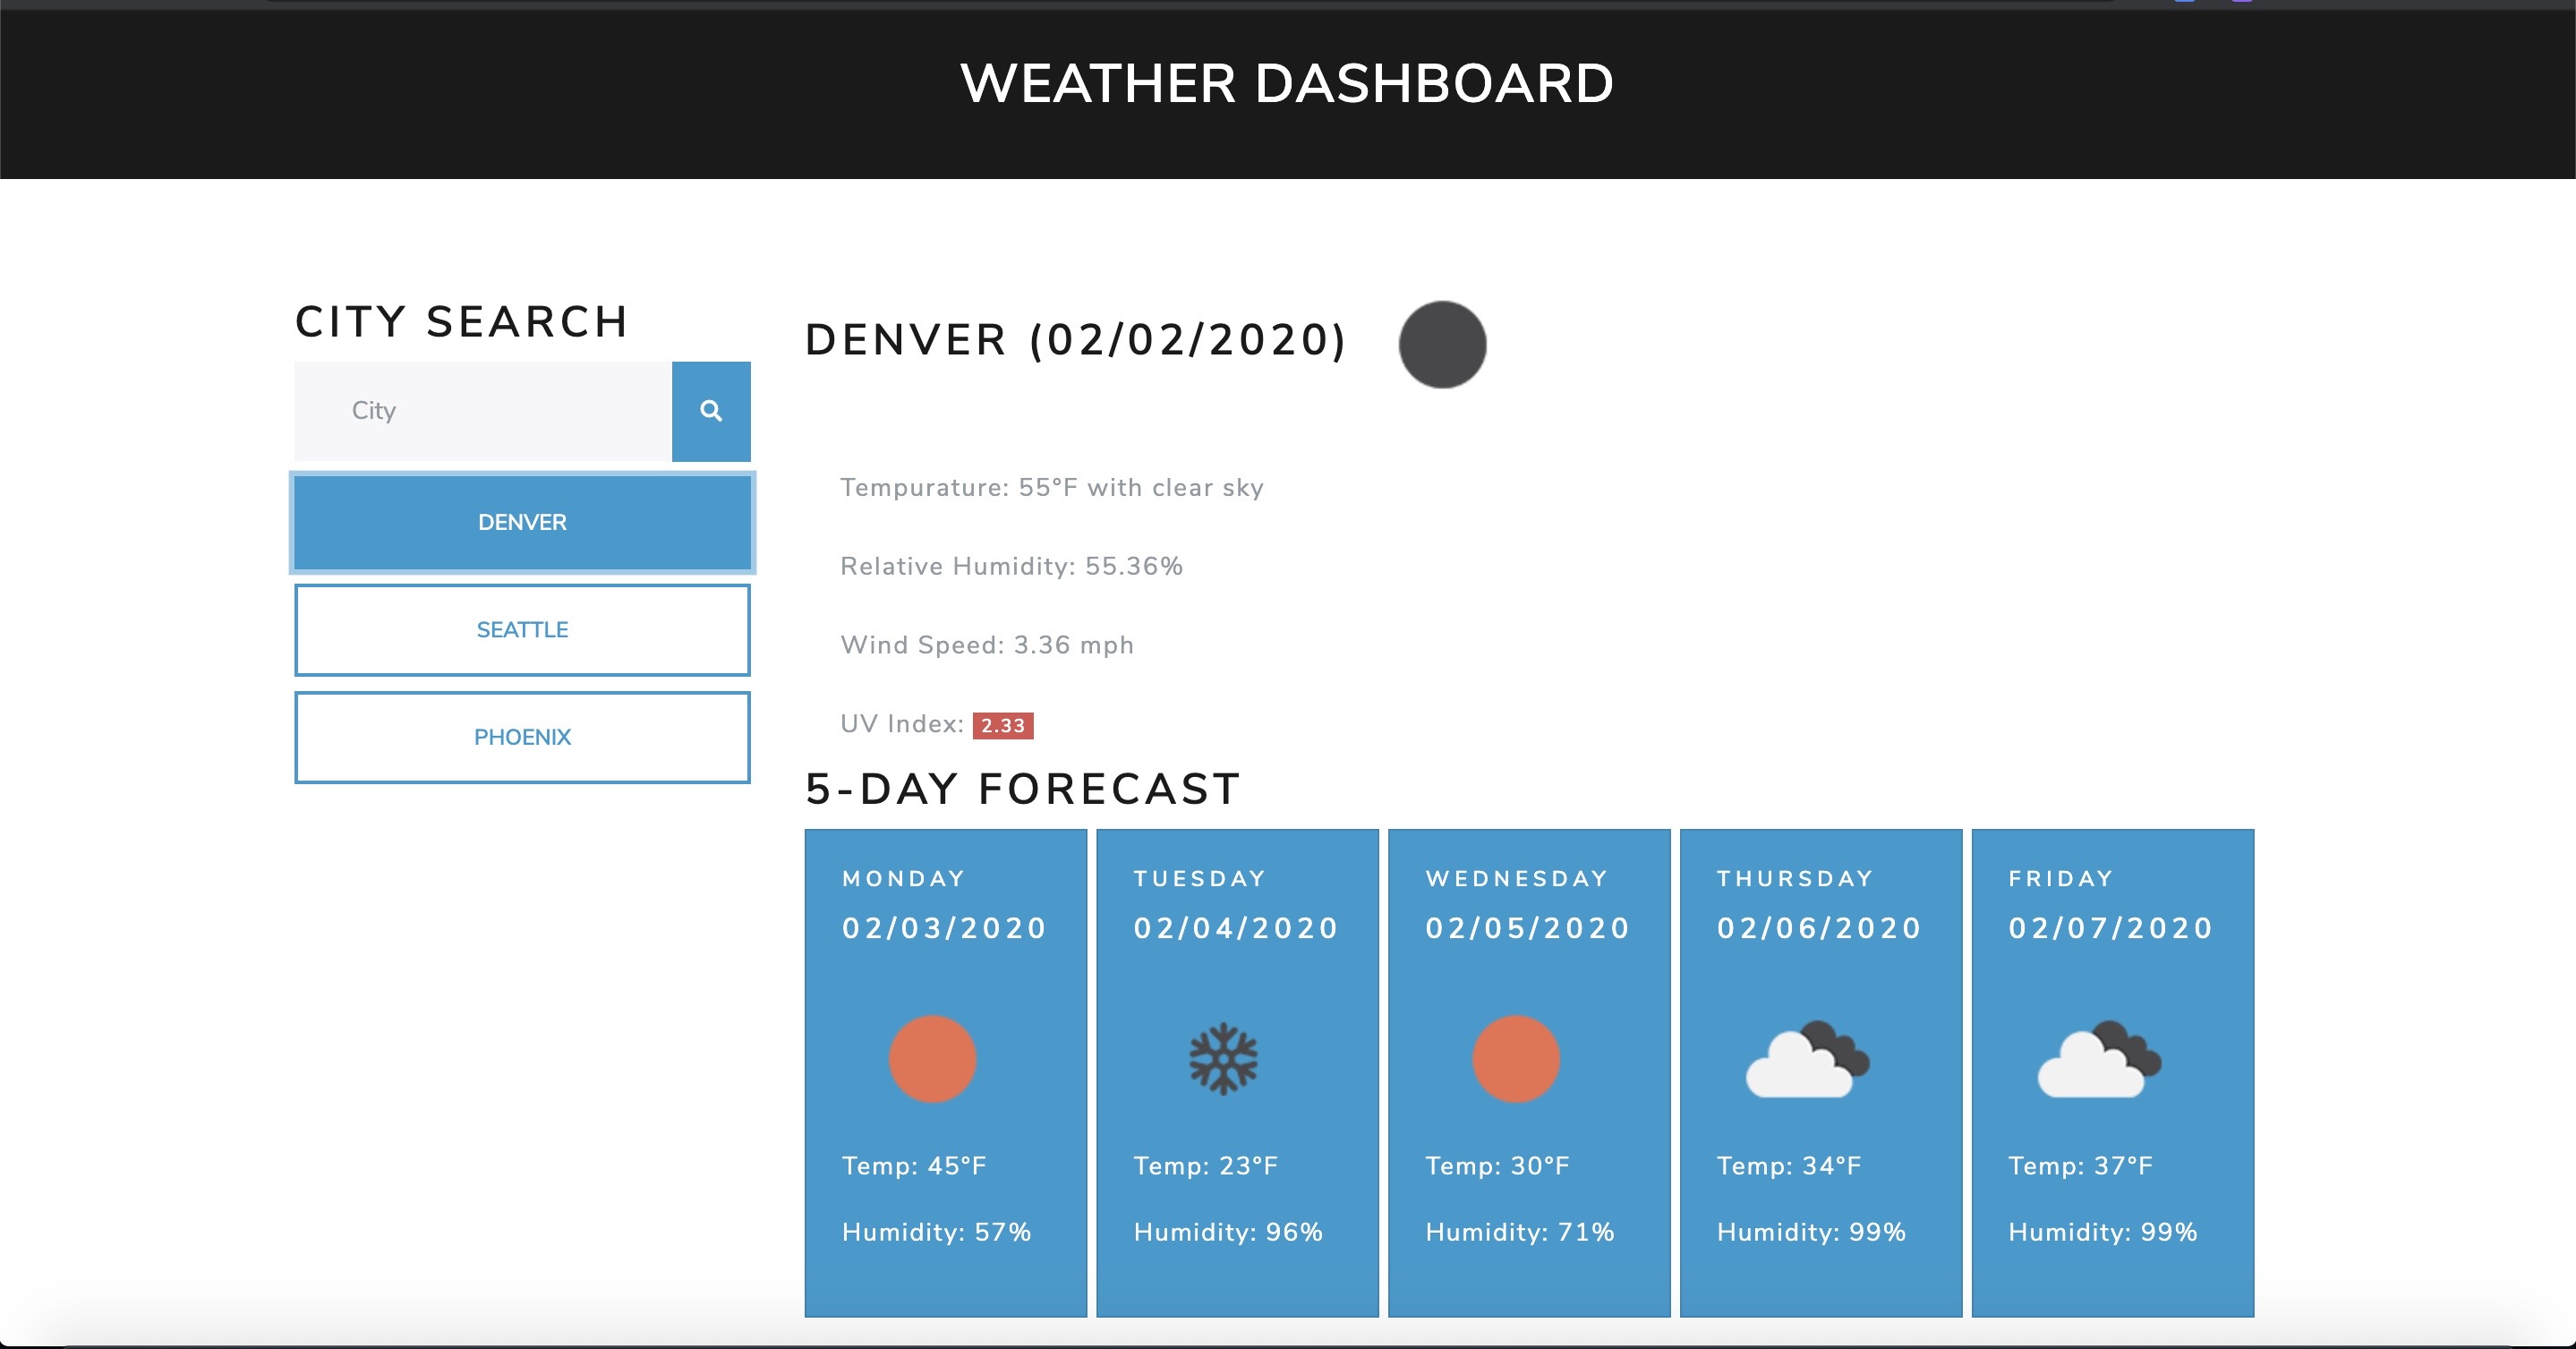 WEATHER DASHBOARD
CITY SEARCH
City
DENVER
SEATTLE
PHOENIX
DENVER (02/02/2020)
Tempurature: 55°F with clear sky
Relative Humidity: 55.36%
Wind Speed: 3.36 mph
UV Index: 2.33
5-DAY FORECAST
MONDAY
02/03/2020
Temp: 45°F
Humidity: 57%
TUESDAY
02/04/2020
Temp: 23°F
Humidity: 96%
WEDNESDAY
02/05/2020
Temp: 30°F
Humidity: 71%
THURSDAY
02/06/2020
Temp: 34°F
Humidity: 99%
FRIDAY
02/07/2020
Temp: 37°F
Humidity: 99%